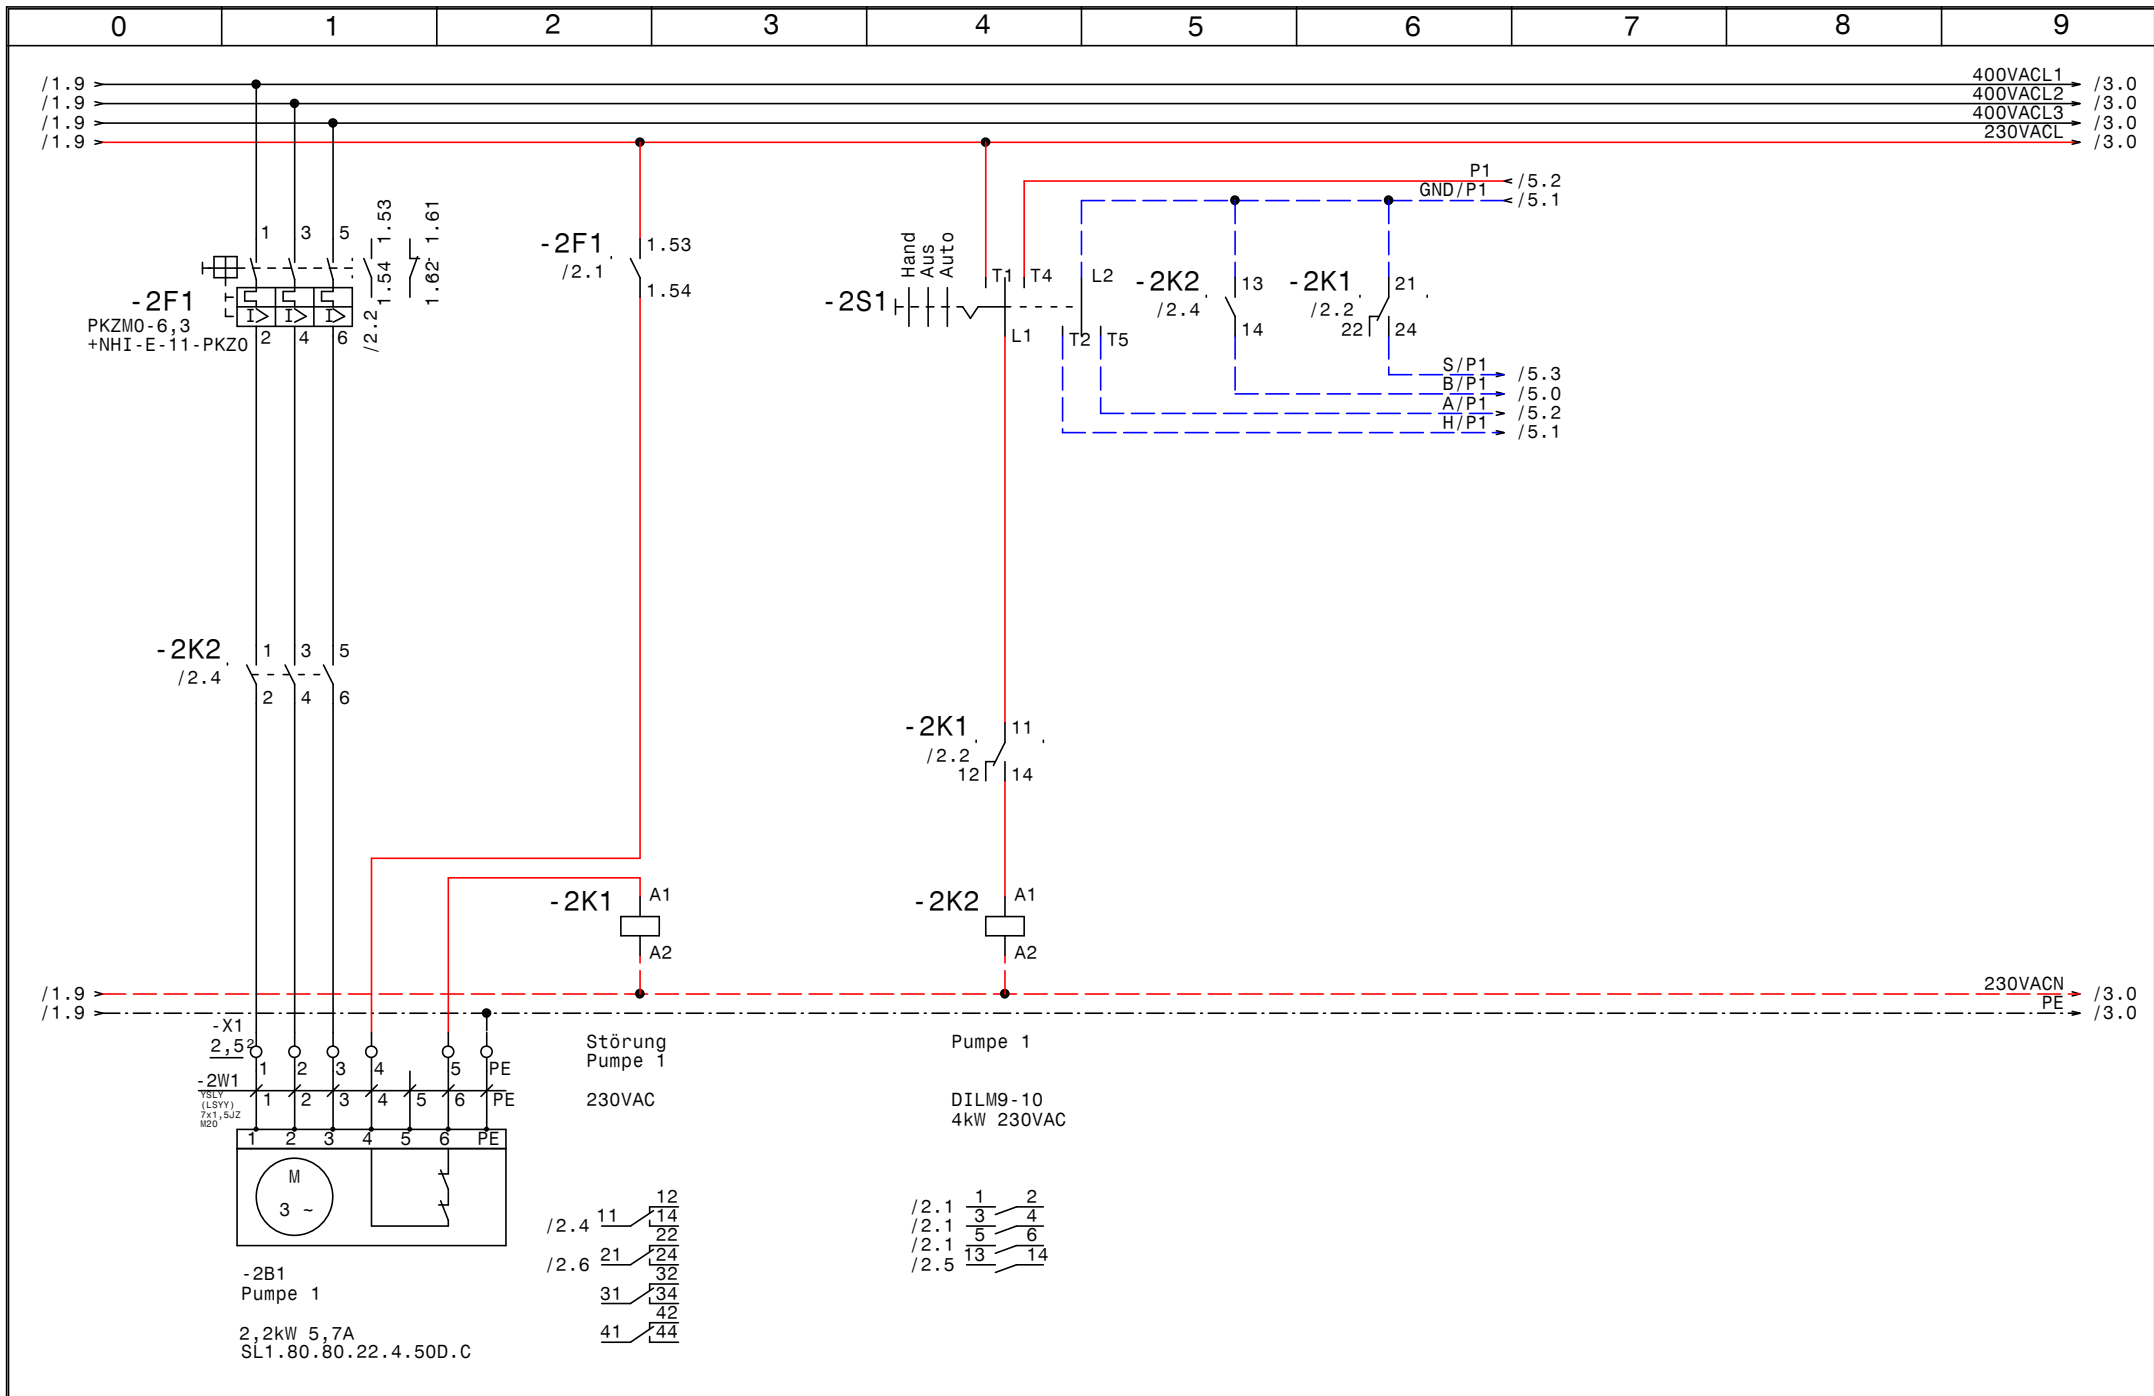 0 1 2 3 4 5 6 7 8 9
/1.9 400VACL1 /3.0
/1.9 400VACL2 /3.0
/1.9 400VACL3 /3.0
/1.9 230VACL /3.0
P1 /5.2
GND/P1 /5.1
1 3 5
1.54 1.53
1.62 1.61
/2.2
-2F1
PKZM0-6,3
+NHI-E-11-PKZ0
2 4 6
-2F1
/2.1
1.53
1.54
Hand
Aus
Auto
-2S1
T1 T4 L2
L1 T2 T5
-2K2
/2.4
13
14
-2K1
/2.2
21
22 24
S/P1 /5.3
B/P1 /5.0
A/P1 /5.2
H/P1 /5.1
-2K2
/2.4
1 3 5
2 4 6
-2K1
/2.2
11
12 14
-2K1
A1
A2
-2K2
A1
A2
/1.9 230VACN /3.0
/1.9 PE /3.0
-X1
2,5²
1 2 3 4 5 PE
-2W1
YSLY
(LSYY)
7x1,5JZ
M20
1 2 3 4 5 6 PE
1 2 3 4 5 6 PE
M
3 ~
-2B1
Pumpe 1
2,2kW 5,7A
SL1.80.80.22.4.50D.C
Störung
Pumpe 1
230VAC
Pumpe 1
DILM9-10
4kW 230VAC
12
/2.4 11 14
22
/2.6 21 24
32
31 34
42
41 44
/2.1 1 2
/2.1 3 4
/2.1 5 6
/2.5 13 14